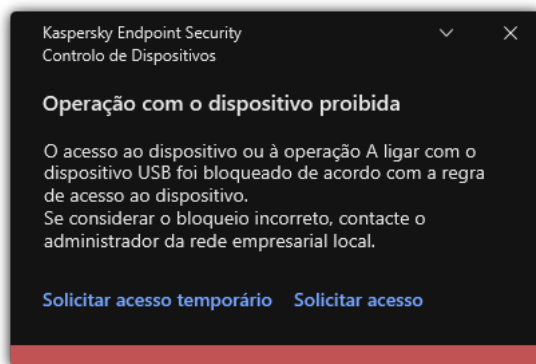 Kaspersky Endpoint Security
Controlo de Dispositivos
Operação com o dispositivo proibida
O acesso ao dispositivo ou à operação A ligar com o
dispositivo USB foi bloqueado de acordo com a regra
de acesso ao dispositivo.
Se considerar o bloqueio incorreto, contacte o
administrador da rede empresarial local.
Solicitar acesso temporário Solicitar acesso